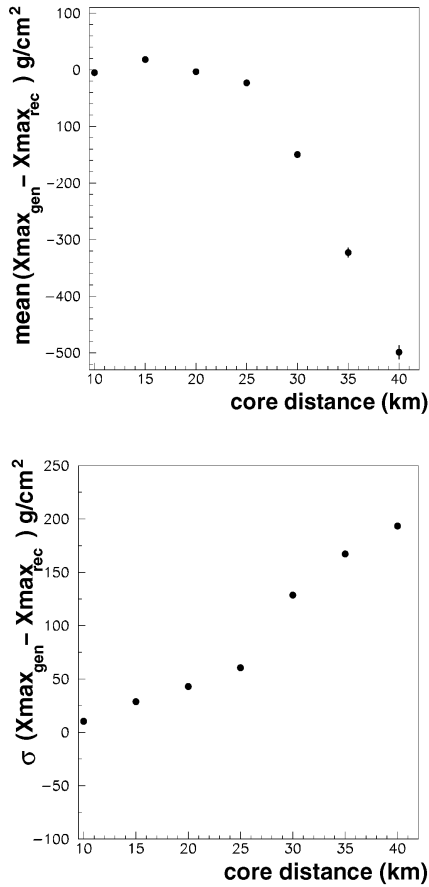 mean (Xmax_gen − Xmax_rec) g/cm²
100
0
100
−200
−300
−400
−500
10 15 20 25 30 35 40
core distance (km)
σ (Xmax_gen − Xmax_rec) g/cm²
250
200
150
100
50
0
−50
−100
10 15 20 25 30 35 40
core distance (km)